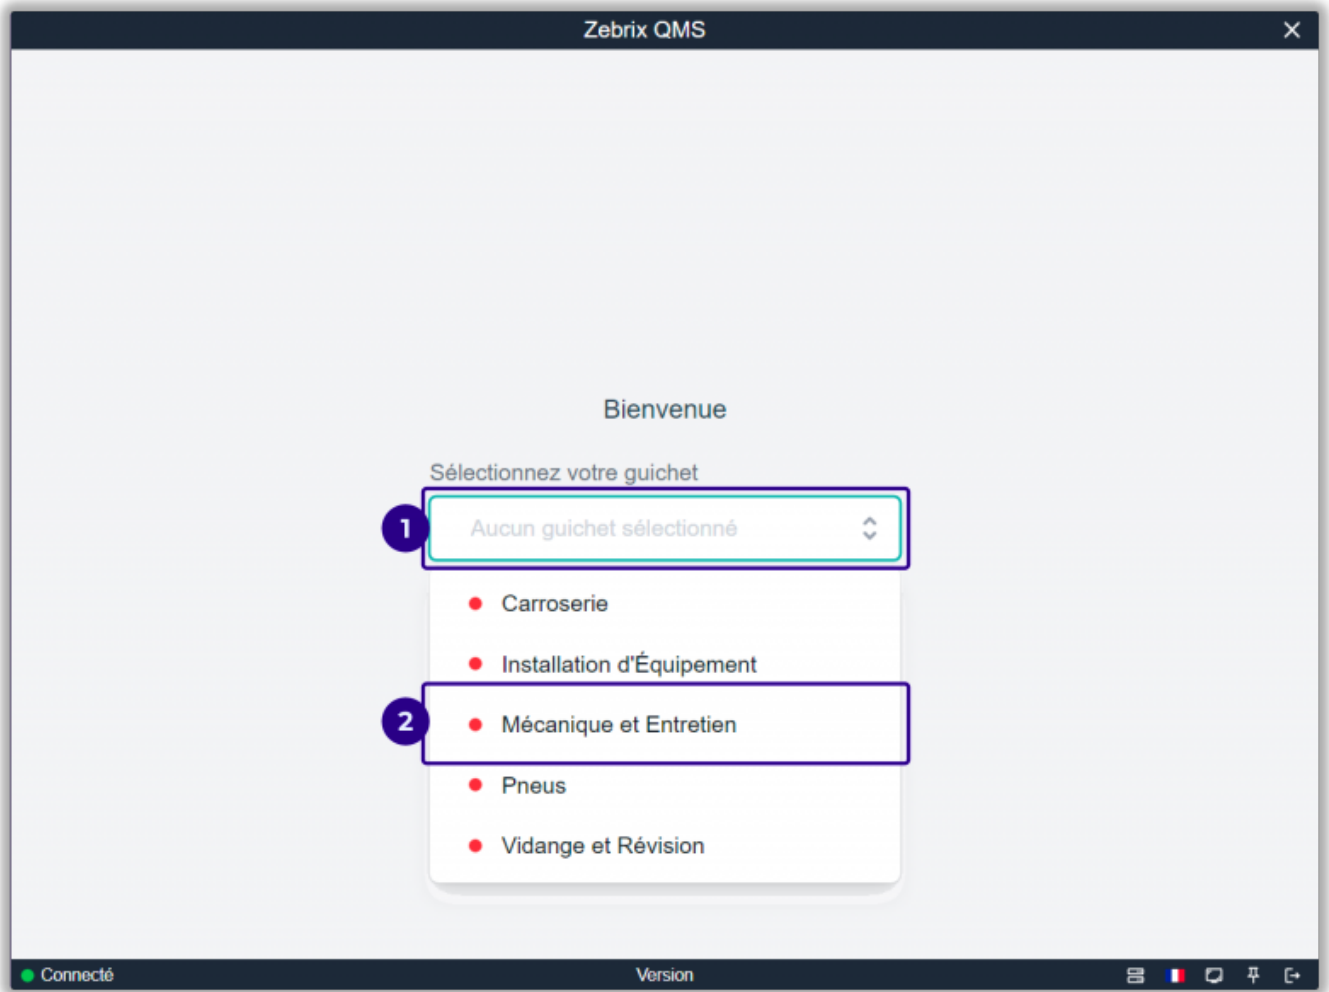 Zebrix QMS
Bienvenue
Sélectionnez votre guichet
1
Aucun guichet sélectionné
Carroserie
Installation d'Équipement
2
Mécanique et Entretien
Pneus
Vidange et Révision
Connecté
Version